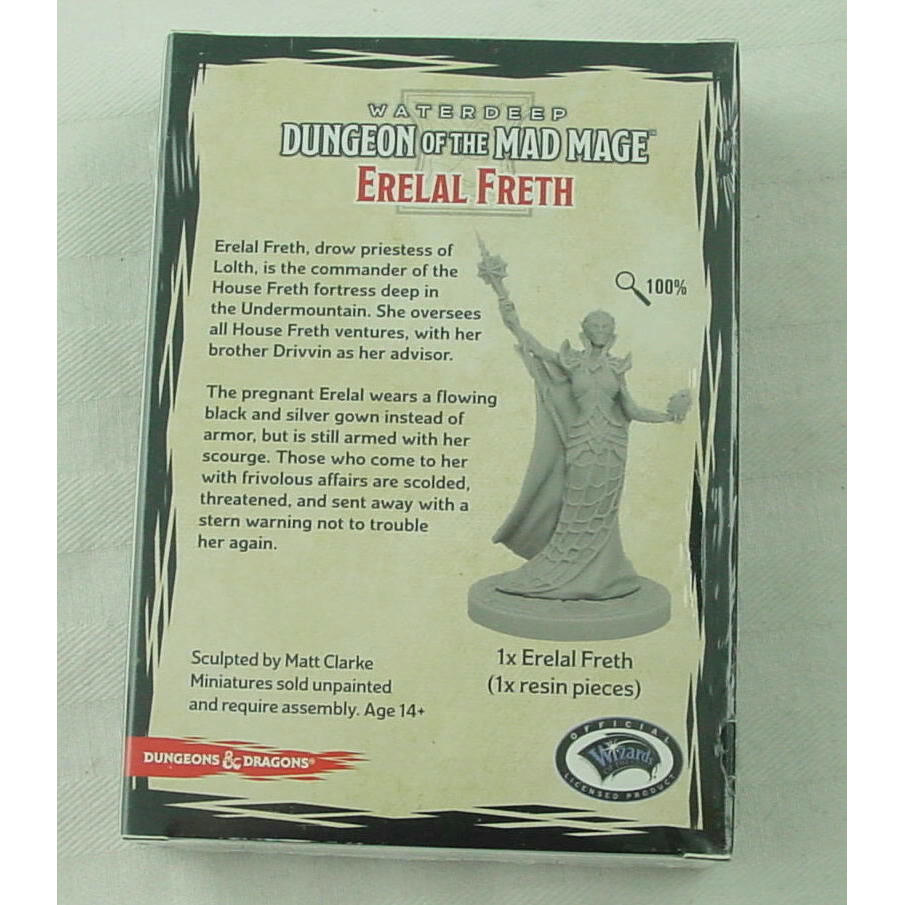 WATERDEEP
DUNGEON OF THE MAD MAGE™
ERELAL FRETH
Erelal Freth, drow priestess of
Lolth, is the commander of the
House Freth fortress deep in
the Undermountain. She oversees
all House Freth ventures, with her
brother Drivvin as her advisor.
The pregnant Erelal wears a flowing
black and silver gown instead of
armor, but is still armed with her
scourge. Those who come to her
with frivolous affairs are scolded,
threatened, and sent away with a
stern warning not to trouble
her again.
100%
Sculpted by Matt Clarke
Miniatures sold unpainted
and require assembly. Age 14+
1x Erelal Freth
(1x resin pieces)
DUNGEONS & DRAGONS®
OFFICIAL
Wizards
LICENSED PRODUCT